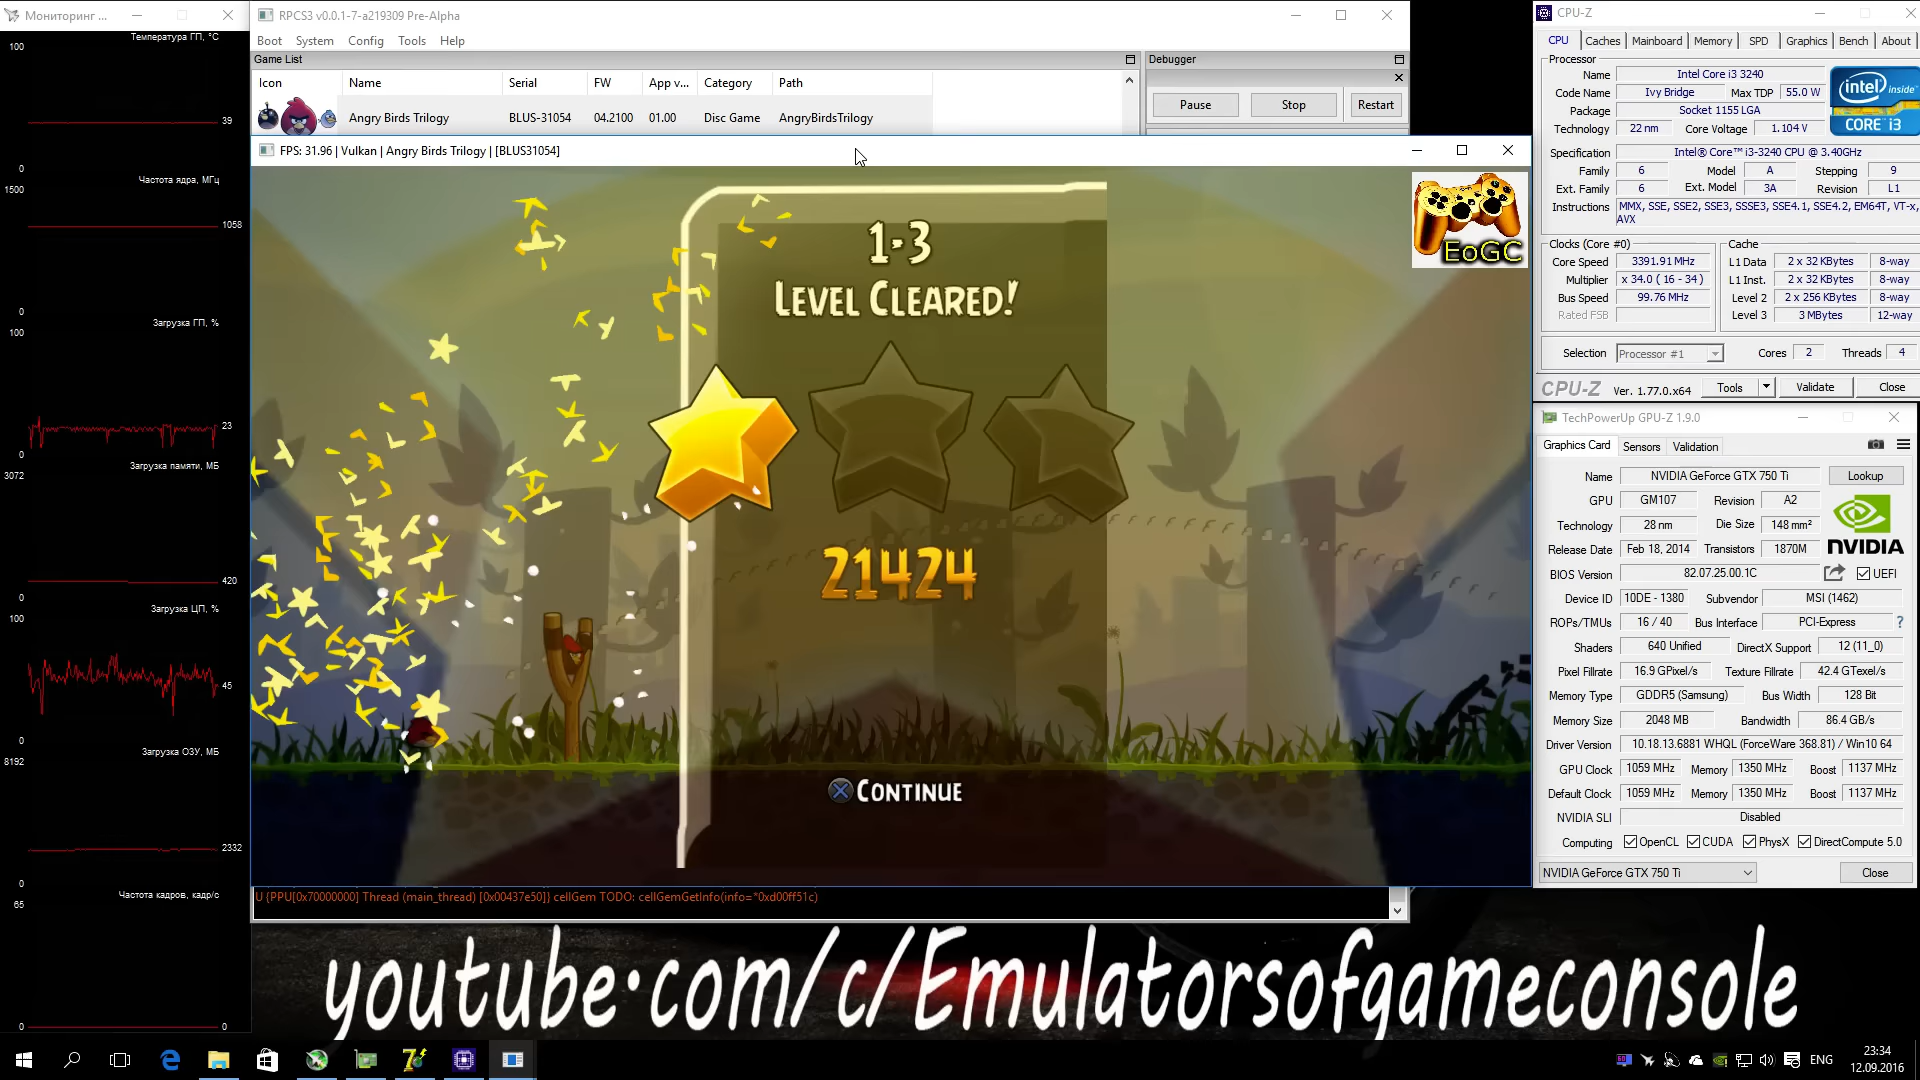 Мониторинг ...
Температура ГП, °C
100
39
0
Частота ядра, МГц
1500
1058
0
Загрузка ГП, %
100
23
0
Загрузка памяти, МБ
3072
420
0
Загрузка ЦП, %
100
45
0
Загрузка ОЗУ, МБ
8192
2332
0
Частота кадров, кадр/с
65
0
0
RPCS3 v0.0.1-7-a219309 Pre-Alpha
Boot System Config Tools Help
Game List
Icon Name Serial FW App v... Category Path
Angry Birds Trilogy BLUS-31054 04.2100 01.00 Disc Game AngryBirdsTrilogy
Debugger
Pause Stop Restart
FPS: 31.96 | Vulkan | Angry Birds Trilogy | [BLUS31054]
EoGC
1-3
LEVEL CLEARED!
21424
CONTINUE
U {PPU[0x70000000] Thread (main_thread) [0x00437e50]} cellGem TODO: cellGemGetInfo(info=*0xd00ff51c)
youtube.com/c/Emulatorsofgameconsole
CPU-Z
CPU Caches Mainboard Memory SPD Graphics Bench About
Processor
Name Intel Core i3 3240
Code Name Ivy Bridge Max TDP 55.0 W
Package Socket 1155 LGA
Technology 22 nm Core Voltage 1.104 V
intel inside
CORE i3
Specification Intel® Core™ i3-3240 CPU @ 3.40GHz
Family 6 Model A Stepping 9
Ext. Family 6 Ext. Model 3A Revision L1
Instructions MMX, SSE, SSE2, SSE3, SSSE3, SSE4.1, SSE4.2, EM64T, VT-x,
AVX
Clocks (Core #0) Cache
Core Speed 3391.91 MHz L1 Data 2 x 32 KBytes 8-way
Multiplier x 34.0 ( 16 - 34 ) L1 Inst. 2 x 32 KBytes 8-way
Bus Speed 99.76 MHz Level 2 2 x 256 KBytes 8-way
Rated FSB Level 3 3 MBytes 12-way
Selection Processor #1 Cores 2 Threads 4
CPU-Z Ver. 1.77.0.x64 Tools Validate Close
TechPowerUp GPU-Z 1.9.0
Graphics Card Sensors Validation
Name NVIDIA GeForce GTX 750 Ti Lookup
GPU GM107 Revision A2
Technology 28 nm Die Size 148 mm²
Release Date Feb 18, 2014 Transistors 1870M
NVIDIA
BIOS Version 82.07.25.00.1C UEFI
Device ID 10DE - 1380 Subvendor MSI (1462)
ROPs/TMUs 16 / 40 Bus Interface PCI-Express ?
Shaders 640 Unified DirectX Support 12 (11_0)
Pixel Fillrate 16.9 GPixel/s Texture Fillrate 42.4 GTexel/s
Memory Type GDDR5 (Samsung) Bus Width 128 Bit
Memory Size 2048 MB Bandwidth 86.4 GB/s
Driver Version 10.18.13.6881 WHQL (ForceWare 368.81) / Win10 64
GPU Clock 1059 MHz Memory 1350 MHz Boost 1137 MHz
Default Clock 1059 MHz Memory 1350 MHz Boost 1137 MHz
NVIDIA SLI Disabled
Computing OpenCL CUDA PhysX DirectCompute 5.0
NVIDIA GeForce GTX 750 Ti Close
ENG
23:34
12.09.2016